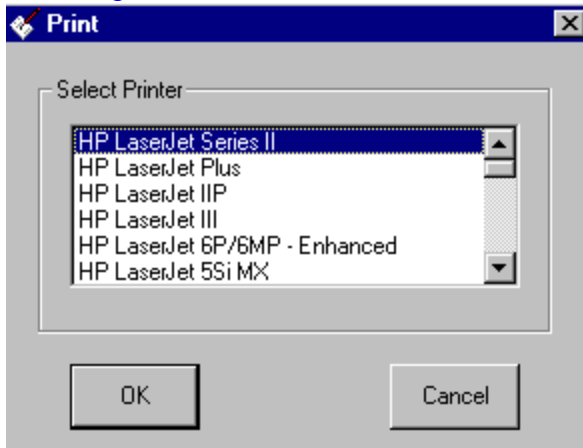 Print
Select Printer
HP LaserJet Series II
HP LaserJet Plus
HP LaserJet IIP
HP LaserJet III
HP LaserJet 6P/6MP - Enhanced
HP LaserJet 5Si MX
OK
Cancel